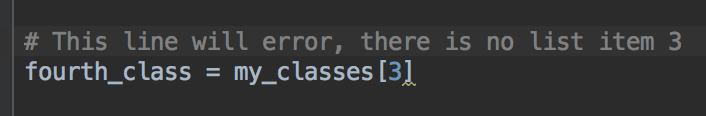 # This line will error, there is no list item 3
fourth_class = my_classes[3]